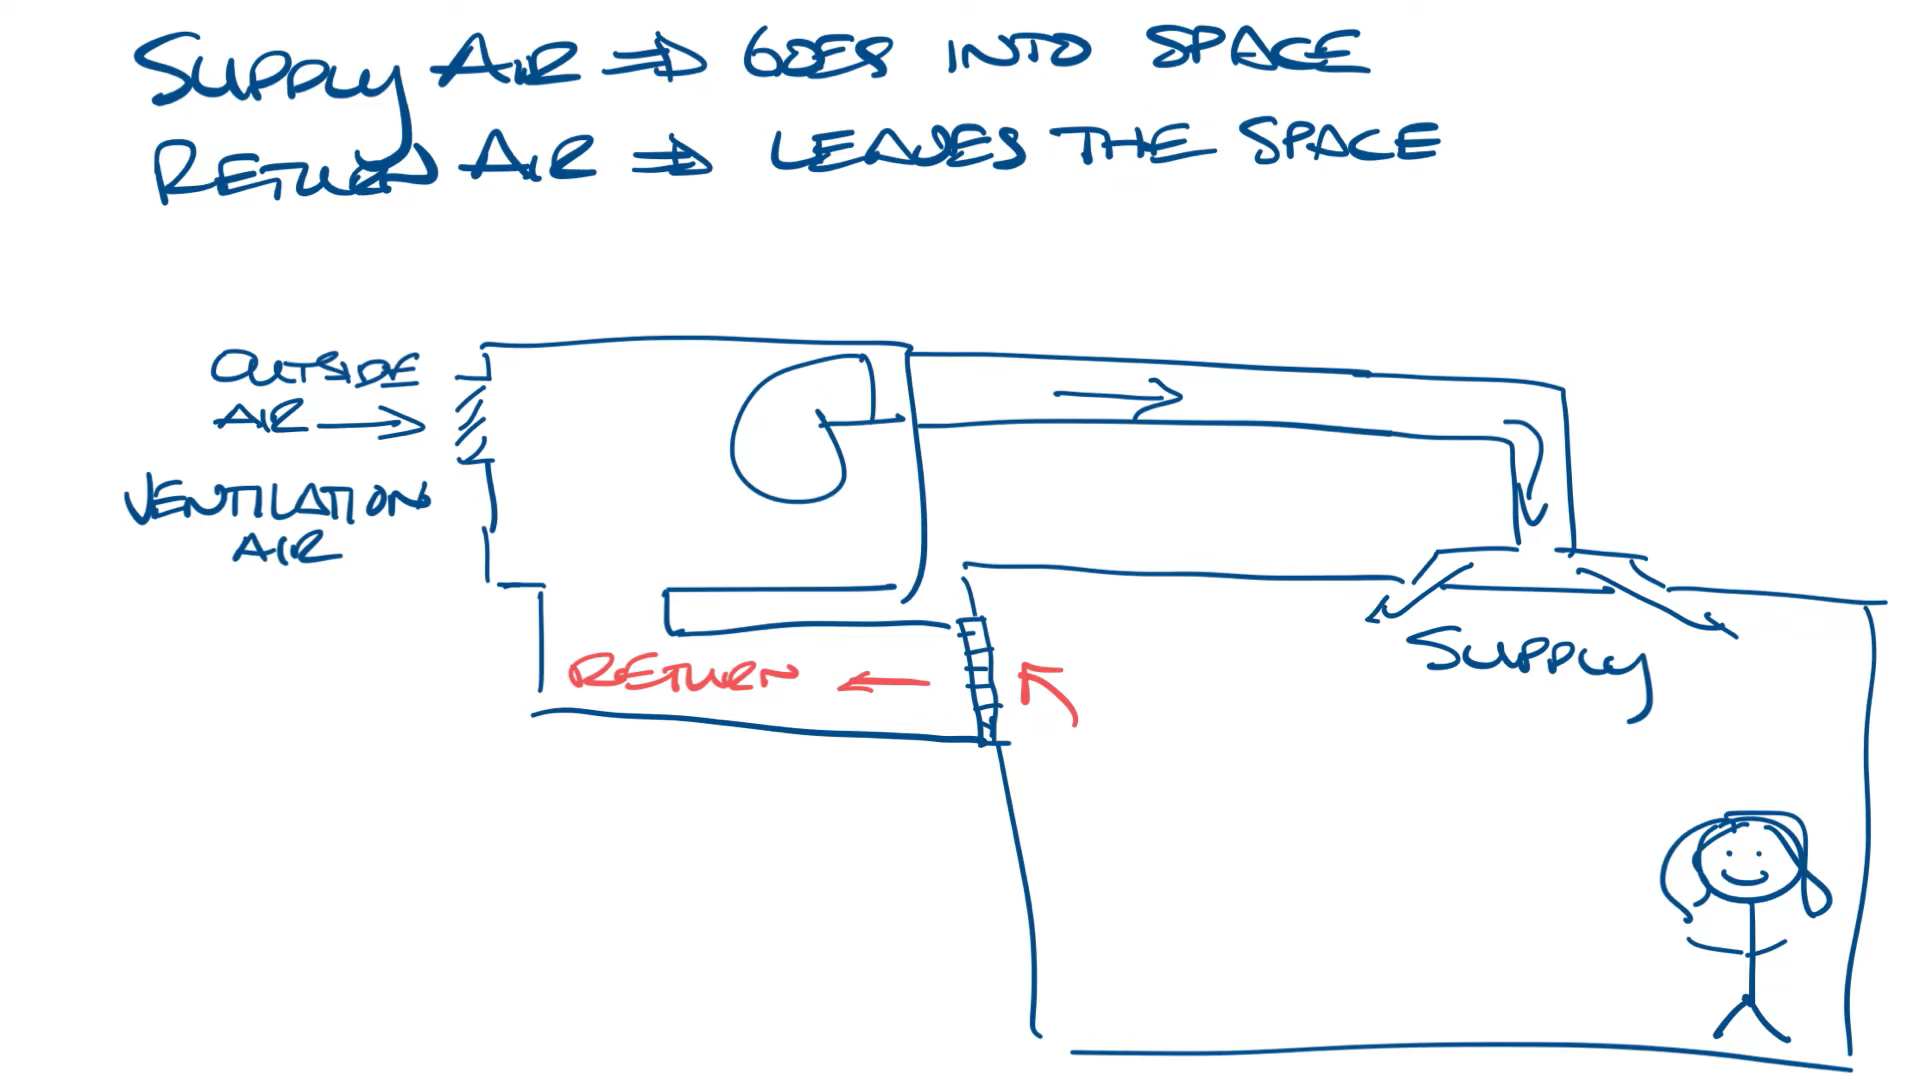 SUPPLY AIR ⇒ GOES INTO SPACE
RETURN AIR ⇒ LEAVES THE SPACE
OUTSIDE
AIR →
VENTILATION
AIR
RETURN ←
SUPPLY